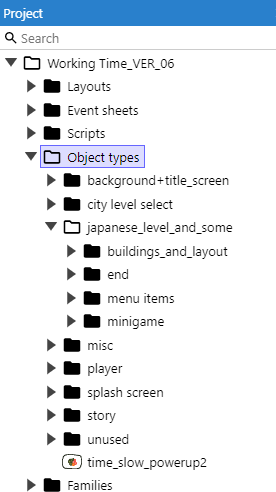 Project
Search
Working Time_VER_06
Layouts
Event sheets
Scripts
Object types
background+title_screen
city level select
japanese_level_and_some
buildings_and_layout
end
menu items
minigame
misc
player
splash screen
story
unused
time_slow_powerup2
Families